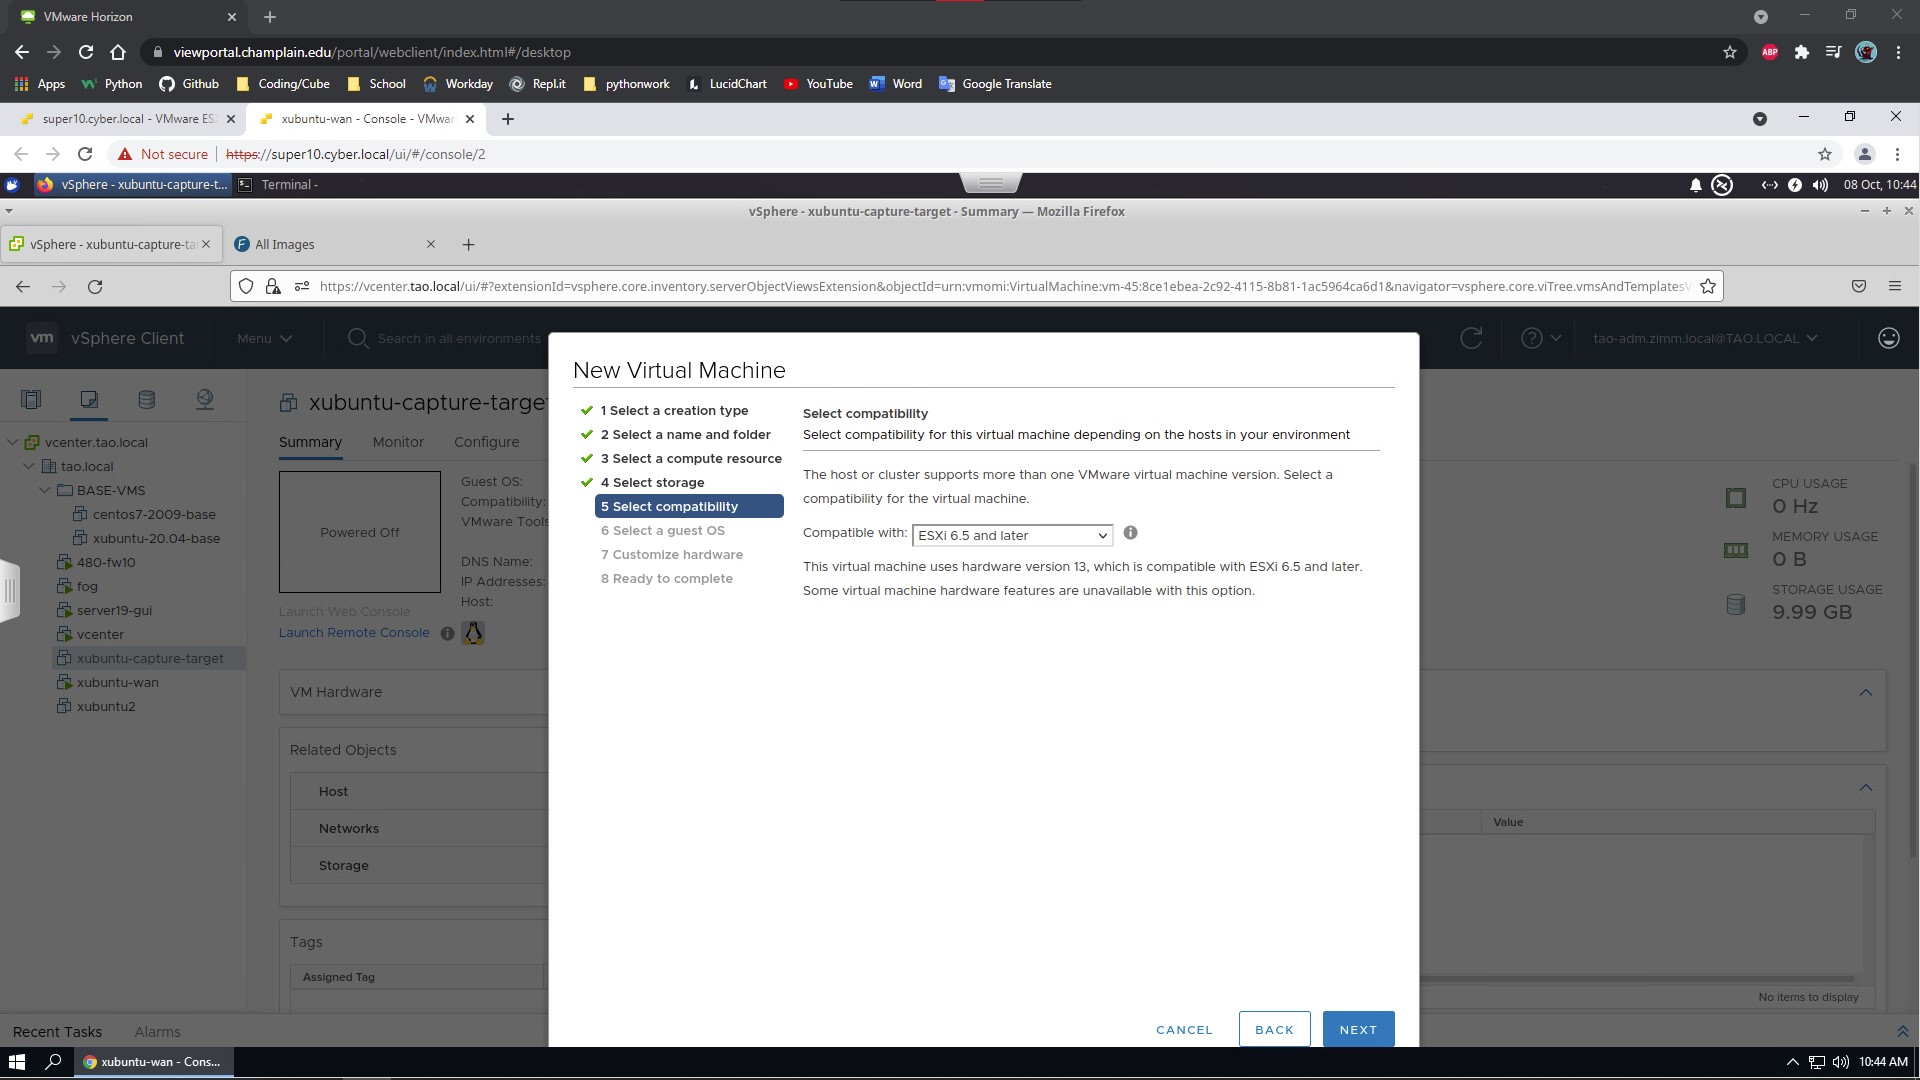 VMware Horizon
viewportal.champlain.edu/portal/webclient/index.html#/desktop
ABP
Apps
Python
Github
Coding/Cube
School
Workday
Repl.it
pythonwork
LucidChart
YouTube
Word
Google Translate
super10.cyber.local - VMware ES
xubuntu-wan - Console - VMwar
Not secure
https://super10.cyber.local/ui/#/console/2
vSphere - xubuntu-capture-t...
Terminal -
08 Oct, 10:44
vSphere - xubuntu-capture-target - Summary — Mozilla Firefox
vSphere - xubuntu-capture-ta
All Images
https://vcenter.tao.local/ui/#?extensionId=vsphere.core.inventory.serverObjectViewsExtension&objectId=urn:vmomi:VirtualMachine:vm-45:8ce1ebea-2c92-4115-8b81-1ac5964ca6d1&navigator=vsphere.core.viTree.vmsAndTemplatesV
vm
vSphere Client
Menu
Search in all environments
tao-adm.zimm.local@TAO.LOCAL
vcenter.tao.local
tao.local
BASE-VMS
centos7-2009-base
xubuntu-20.04-base
480-fw10
fog
server19-gui
vcenter
xubuntu-capture-target
xubuntu-wan
xubuntu2
xubuntu-capture-target
Summary
Monitor
Configure
Powered Off
Launch Web Console
Launch Remote Console
Guest OS:
Compatibility:
VMware Tools
DNS Name:
IP Addresses:
Host:
VM Hardware
Related Objects
Host
Networks
Storage
Tags
Assigned Tag
New Virtual Machine
1 Select a creation type
2 Select a name and folder
3 Select a compute resource
4 Select storage
5 Select compatibility
6 Select a guest OS
7 Customize hardware
8 Ready to complete
Select compatibility
Select compatibility for this virtual machine depending on the hosts in your environment
The host or cluster supports more than one VMware virtual machine version. Select a
compatibility for the virtual machine.
Compatible with: ESXi 6.5 and later
This virtual machine uses hardware version 13, which is compatible with ESXi 6.5 and later.
Some virtual machine hardware features are unavailable with this option.
CANCEL
BACK
NEXT
CPU USAGE
0 Hz
MEMORY USAGE
0 B
STORAGE USAGE
9.99 GB
Value
No items to display
Recent Tasks
Alarms
xubuntu-wan - Cons...
10:44 AM